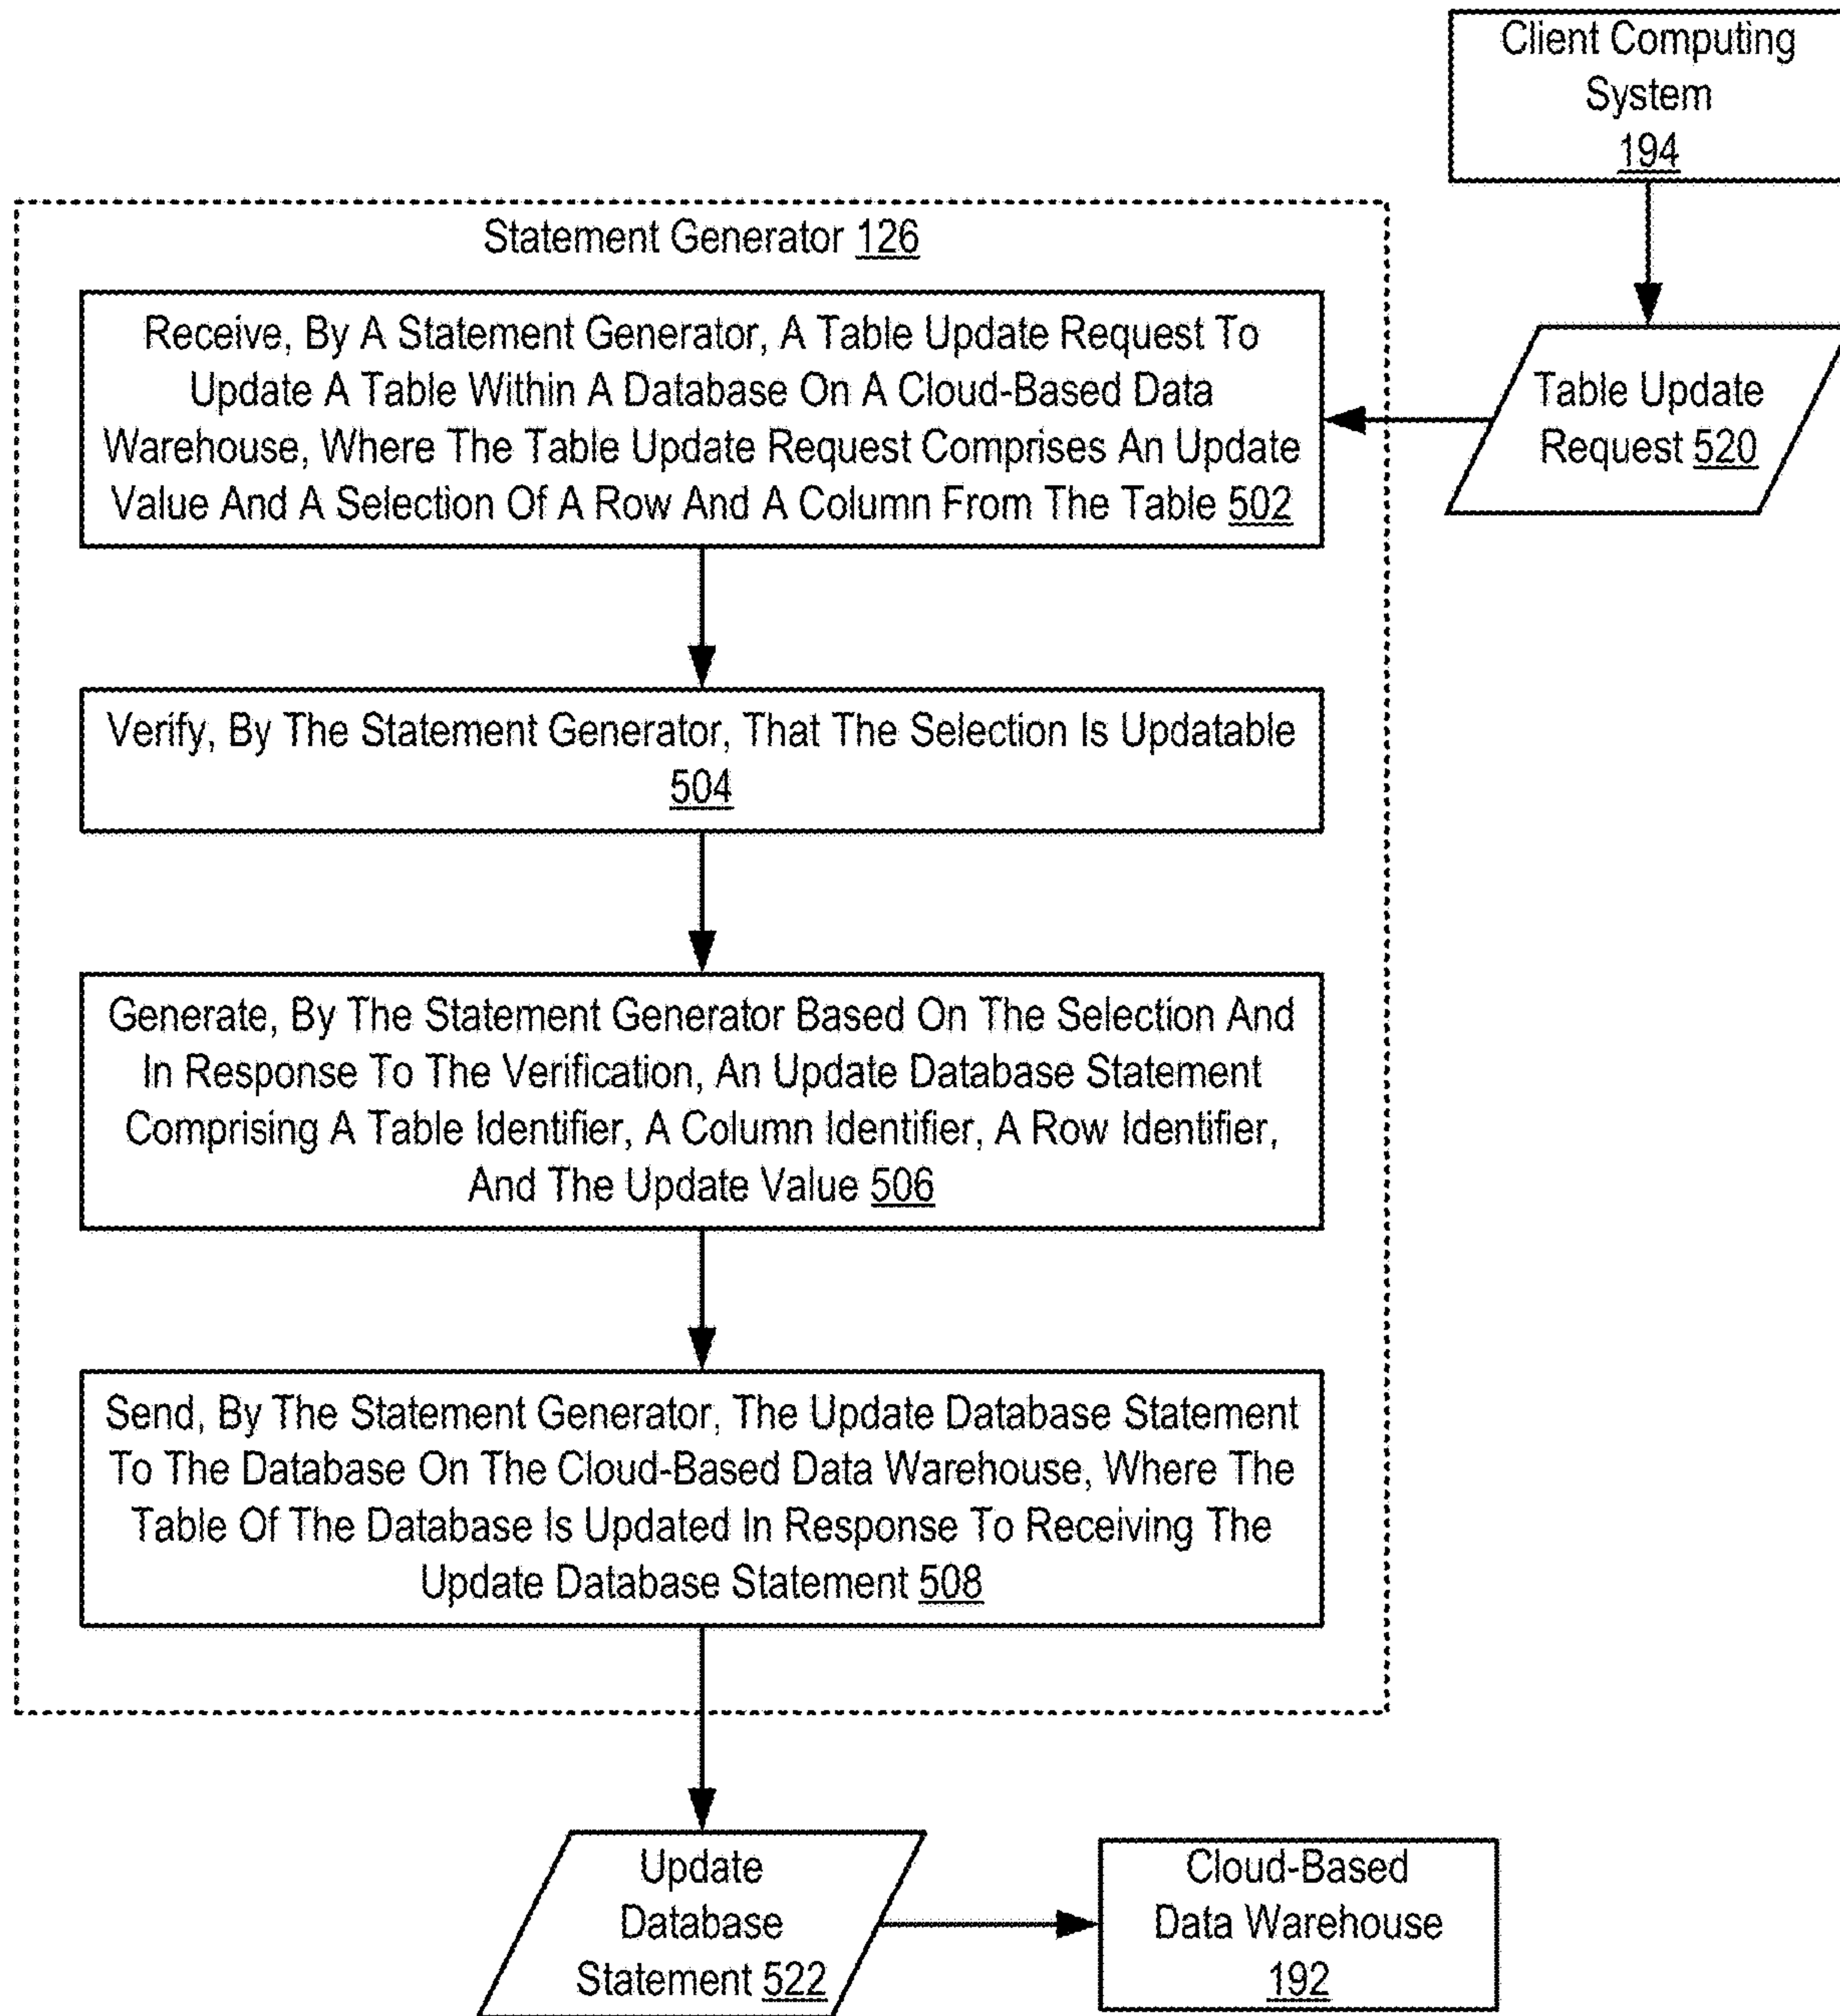 Client Computing
System
194
Statement Generator 126
Receive, By A Statement Generator, A Table Update Request To
Update A Table Within A Database On A Cloud-Based Data
Warehouse, Where The Table Update Request Comprises An Update
Value And A Selection Of A Row And A Column From The Table 502
Table Update
Request 520
Verify, By The Statement Generator, That The Selection Is Updatable
504
Generate, By The Statement Generator Based On The Selection And
In Response To The Verification, An Update Database Statement
Comprising A Table Identifier, A Column Identifier, A Row Identifier,
And The Update Value 506
Send, By The Statement Generator, The Update Database Statement
To The Database On The Cloud-Based Data Warehouse, Where The
Table Of The Database Is Updated In Response To Receiving The
Update Database Statement 508
Update
Database
Statement 522
Cloud-Based
Data Warehouse
192